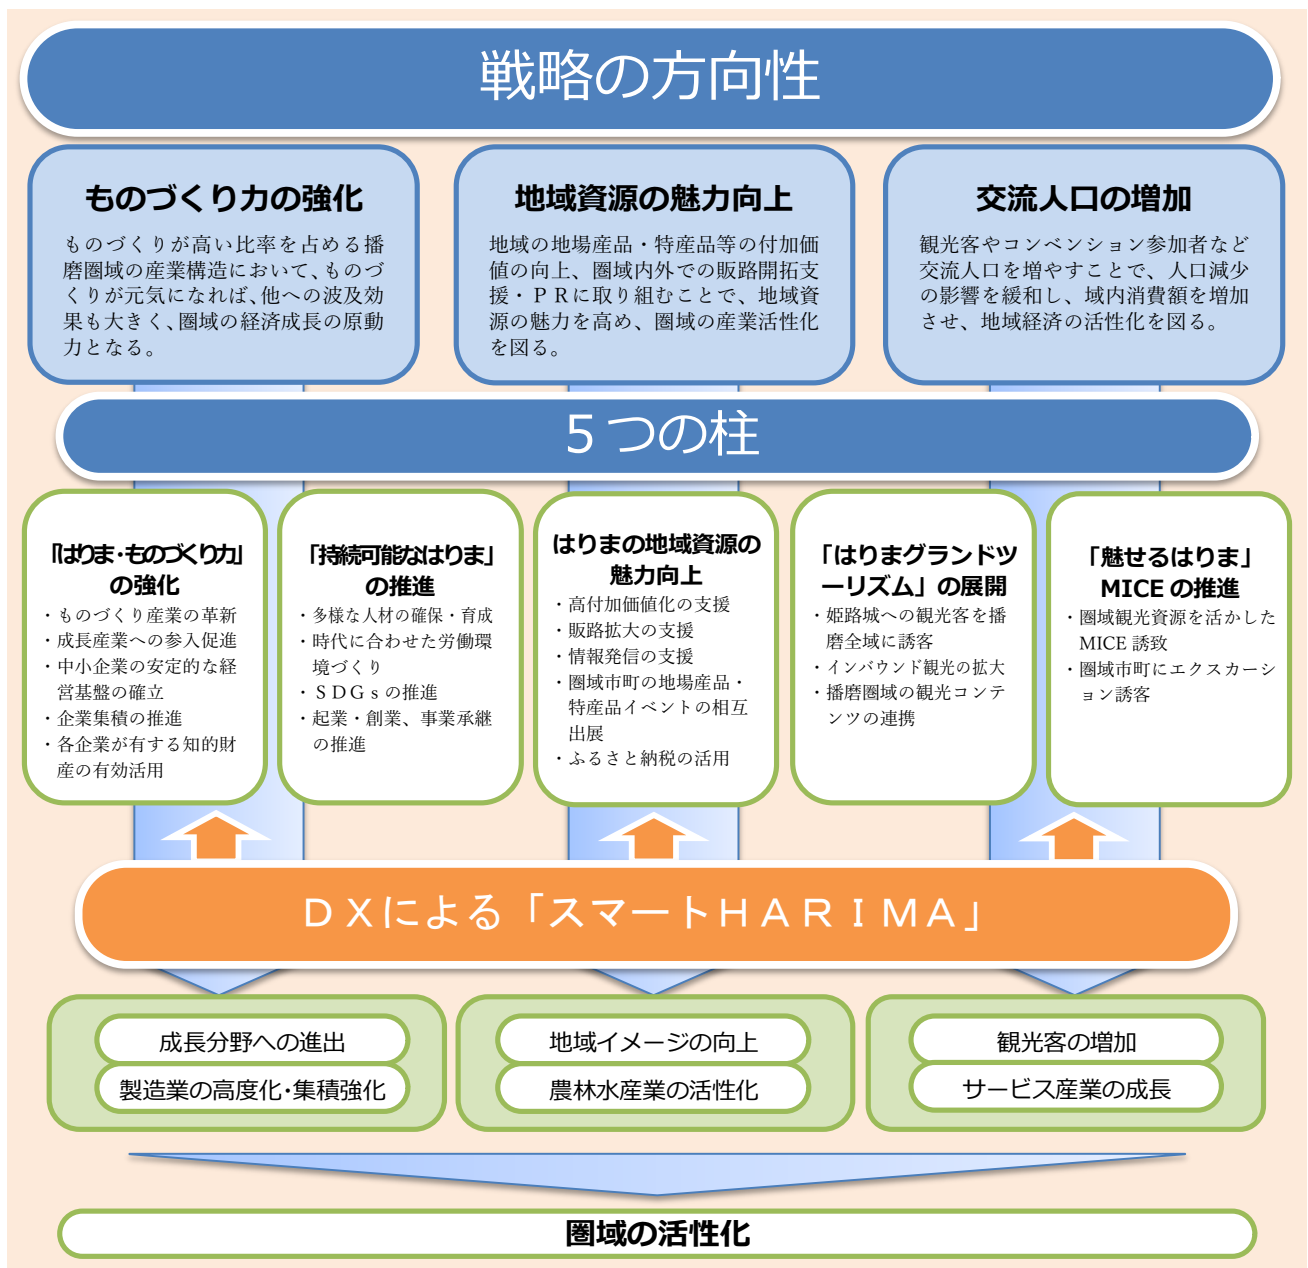 戦略の方向性
ものづくり力の強化
ものづくりが高い比率を占める播
磨圏域の産業構造において、ものづ
くりが元気になれば、他への波及効
果も大きく、圏域の経済成長の原動
力となる。
地域資源の魅力向上
地域の地場産品・特産品等の付加価
値の向上、圏域内外での販路開拓支
援・ＰＲに取り組むことで、地域資
源の魅力を高め、圏域の産業活性化
を図る。
交流人口の増加
観光客やコンベンション参加者など
交流人口を増やすことで、人口減少
の影響を緩和し、域内消費額を増加
させ、地域経済の活性化を図る。
５つの柱
「はりま・ものづくり力」
の強化
・ものづくり産業の革新
・成長産業への参入促進
・中小企業の安定的な経
営基盤の確立
・企業集積の推進
・各企業が有する知的財
産の有効活用
「持続可能なはりま」
の推進
・多様な人材の確保・育成
・時代に合わせた労働環
境づくり
・ＳＤＧｓの推進
・起業・創業、事業承継
の推進
はりまの地域資源の
魅力向上
・高付加価値化の支援
・販路拡大の支援
・情報発信の支援
・圏域市町の地場産品・
特産品イベントの相互
出展
・ふるさと納税の活用
「はりまグランドツ
ーリズム」の展開
・姫路城への観光客を播
磨全域に誘客
・インバウンド観光の拡大
・播磨圏域の観光コンテ
ンツの連携
「魅せるはりま」
MICE の推進
・圏域観光資源を活かした
MICE 誘致
・圏域市町にエクスカーシ
ョン誘客
ＤＸによる「スマートＨＡＲＩＭＡ」
成長分野への進出
製造業の高度化・集積強化
地域イメージの向上
農林水産業の活性化
観光客の増加
サービス産業の成長
圏域の活性化